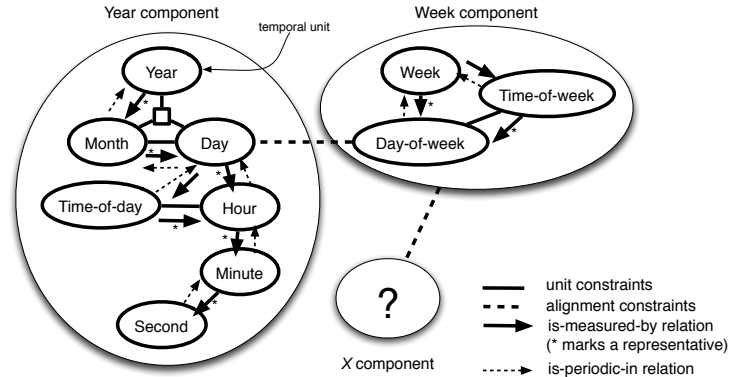 Year component
Week component
temporal unit
Year
*
Month
Day
*
*
Time-of-day
Hour
*
*
Minute
*
Second
Week
*
Time-of-week
*
Day-of-week
?
X component
unit constraints
alignment constraints
is-measured-by relation
(* marks a representative)
is-periodic-in relation